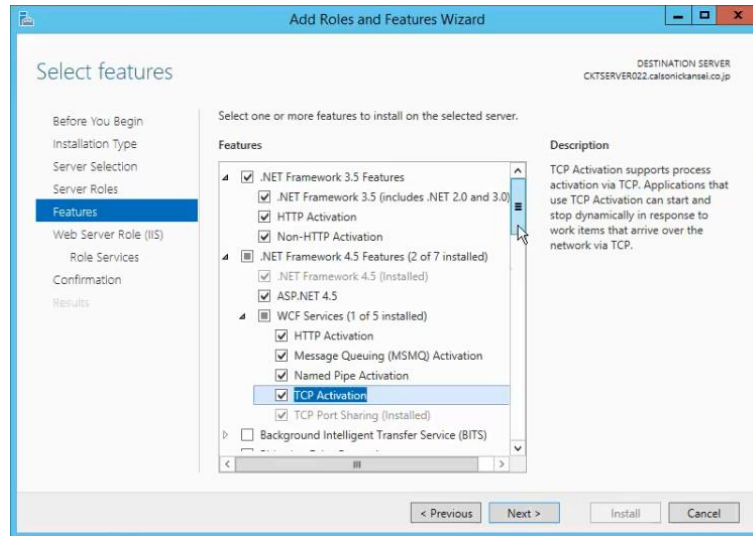 Add Roles and Features Wizard
Select features
DESTINATION SERVER
CKTSERVER022.calsonickansei.co.jp
Before You Begin
Installation Type
Server Selection
Server Roles
Features
Web Server Role (IIS)
Role Services
Confirmation
Results
Select one or more features to install on the selected server.
Features
.NET Framework 3.5 Features
.NET Framework 3.5 (includes .NET 2.0 and 3.0)
HTTP Activation
Non-HTTP Activation
.NET Framework 4.5 Features (2 of 7 installed)
.NET Framework 4.5 (Installed)
ASP.NET 4.5
WCF Services (1 of 5 installed)
HTTP Activation
Message Queuing (MSMQ) Activation
Named Pipe Activation
TCP Activation
TCP Port Sharing (Installed)
Background Intelligent Transfer Service (BITS)
Description
TCP Activation supports process
activation via TCP. Applications that
use TCP Activation can start and
stop dynamically in response to
work items that arrive over the
network via TCP.
< Previous
Next >
Install
Cancel